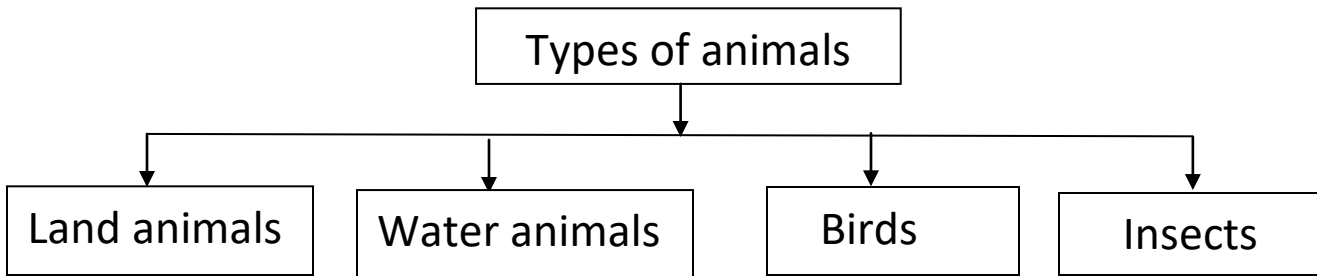 Types of animals
Land animals
Water animals
Birds
Insects